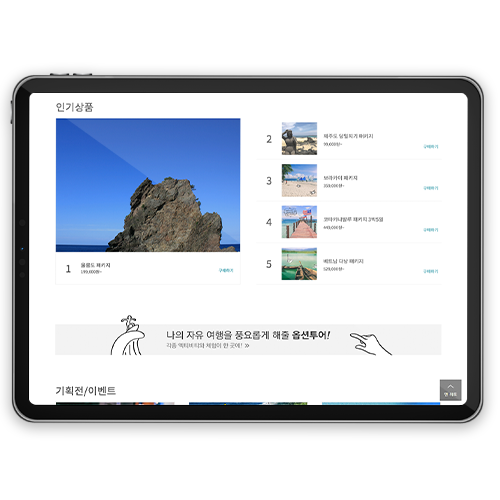 인기상품
1
울릉도 패키지
199,000원~
구매하기
2
제주도 당일치기 패키지
99,000원~
구매하기
3
보라카이 패키지
359,000원~
구매하기
4
코타키나발루 패키지 3박5일
449,000원~
구매하기
5
베트남 다낭 패키지
529,000원~
구매하기
나의 자유 여행을 풍요롭게 해줄 옵션투어!
각종 액티비티와 체험이 한 곳에! >>
기획전/이벤트
맨 위로